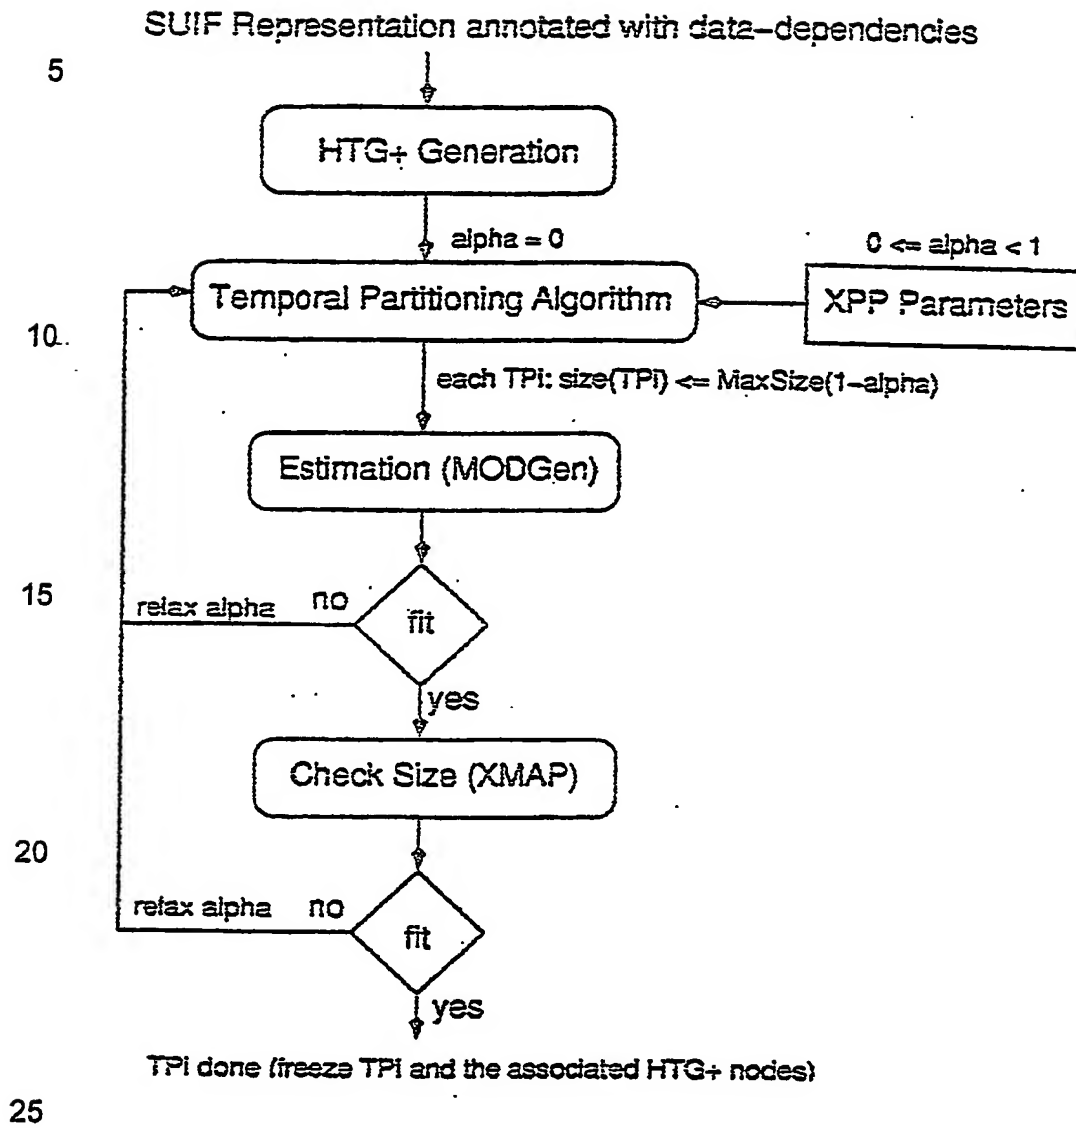 SUIF Representation annotated with data-dependencies
5
HTG+ Generation
alpha = 0
0 <= alpha < 1
Temporal Partitioning Algorithm
XPP Parameters
10
each TPi: size(TPi) <= MaxSize(1-alpha)
Estimation (MODGen)
15
relax alpha no
fit
yes
Check Size (XMAP)
20
relax alpha no
fit
yes
TPi done (freeze TPi and the associated HTG+ nodes)
25